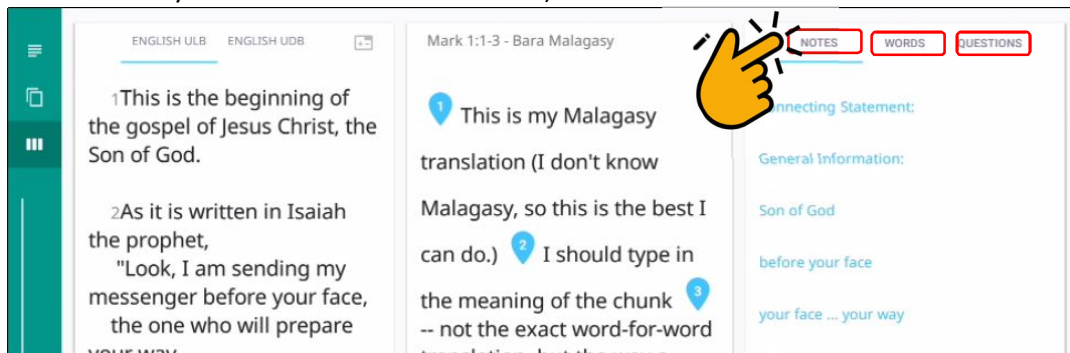 ENGLISH ULB ENGLISH UDB
1This is the beginning of
the gospel of Jesus Christ, the
Son of God.
2As it is written in Isaiah
the prophet,
"Look, I am sending my
messenger before your face,
the one who will prepare
your way
Mark 1:1-3 - Bara Malagasy
1 This is my Malagasy
translation (I don't know
Malagasy, so this is the best I
can do.) 2 I should type in
the meaning of the chunk 3
-- not the exact word-for-word
NOTES WORDS QUESTIONS
Connecting Statement:
General Information:
Son of God
before your face
your face ... your way